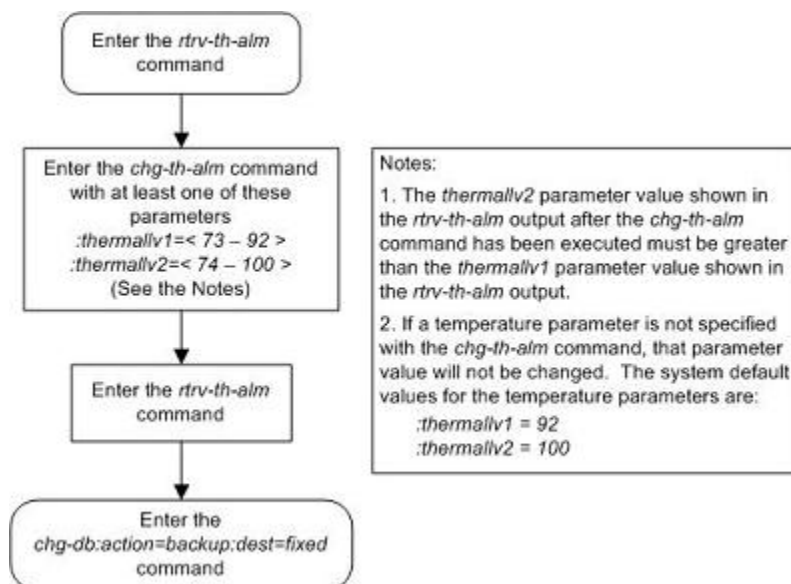 Enter the rtrv-th-alm
command
Enter the chg-th-alm command
with at least one of these
parameters
:thermallv1=< 73 – 92 >
:thermallv2=< 74 – 100 >
(See the Notes)
Enter the rtrv-th-alm
command
Enter the
chg-db:action=backup:dest=fixed
command
Notes:
1. The thermallv2 parameter value shown in
the rtrv-th-alm output after the chg-th-alm
command has been executed must be greater
than the thermallv1 parameter value shown in
the rtrv-th-alm output.
2. If a temperature parameter is not specified
with the chg-th-alm command, that parameter
value will not be changed.  The system default
values for the temperature parameters are:
:thermallv1 = 92
:thermallv2 = 100